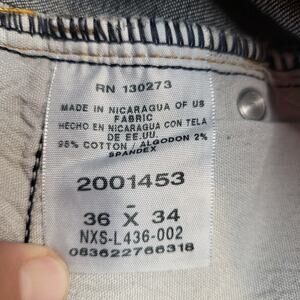 RN 130273
MADE IN NICARAGUA OF US
FABRIC
HECHO EN NICARAGUA CON TELA
DE EE.UU.
98% COTTON / ALGODON 2%
SPANDEX
2001453
-
36 X 34
NXS-L436-002
083622766318